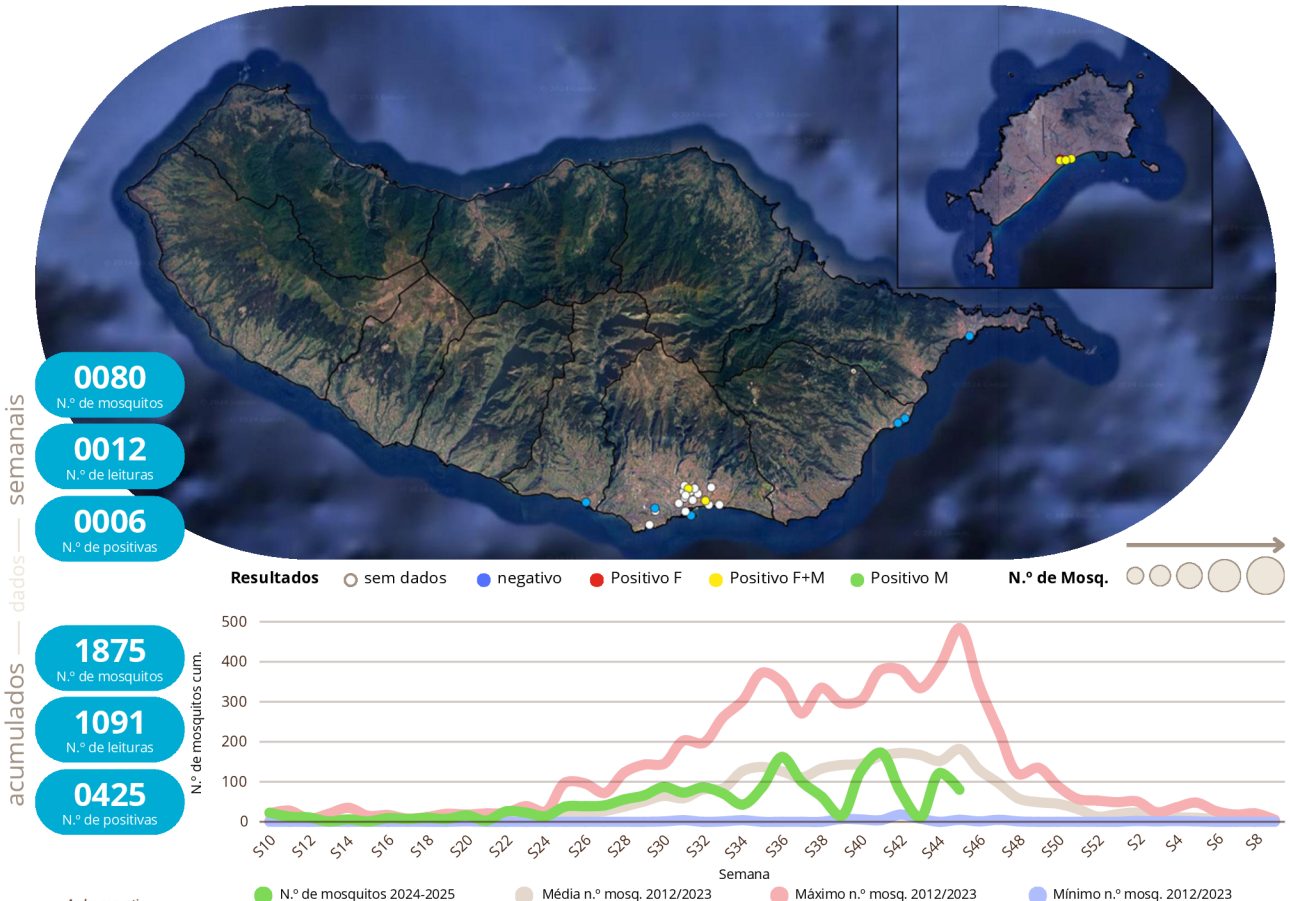 semanais
dados
acumulados
0080
N.º de mosquitos
0012
N.º de leituras
0006
N.º de positivas
Resultados
sem dados
negativo
Positivo F
Positivo F+M
Positivo M
N.º de Mosq.
1875
N.º de mosquitos
1091
N.º de leituras
0425
N.º de positivas
N.º de mosquitos cum.
500
400
300
200
100
0
S10 S12 S14 S16 S18 S20 S22 S24 S26 S28 S30 S32 S34 S36 S38 S40 S42 S44 S46 S48 S50 S52 S2 S4 S6 S8
Semana
N.º de mosquitos 2024-2025
Média n.º mosq. 2012/2023
Máximo n.º mosq. 2012/2023
Mínimo n.º mosq. 2012/2023